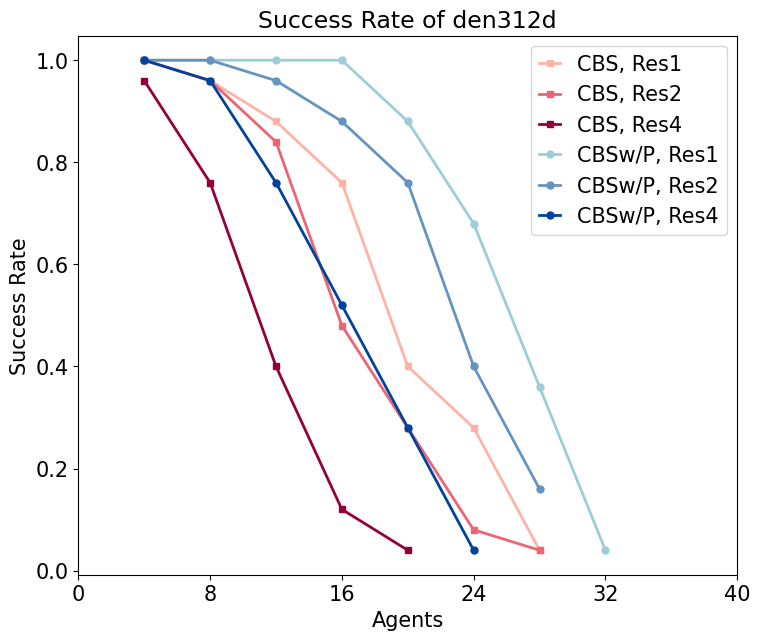 Success Rate of den312d
CBS, Res1
CBS, Res2
CBS, Res4
CBSw/P, Res1
CBSw/P, Res2
CBSw/P, Res4
Success Rate
1.0
0.8
0.6
0.4
0.2
0.0
0 8 16 24 32 40
Agents